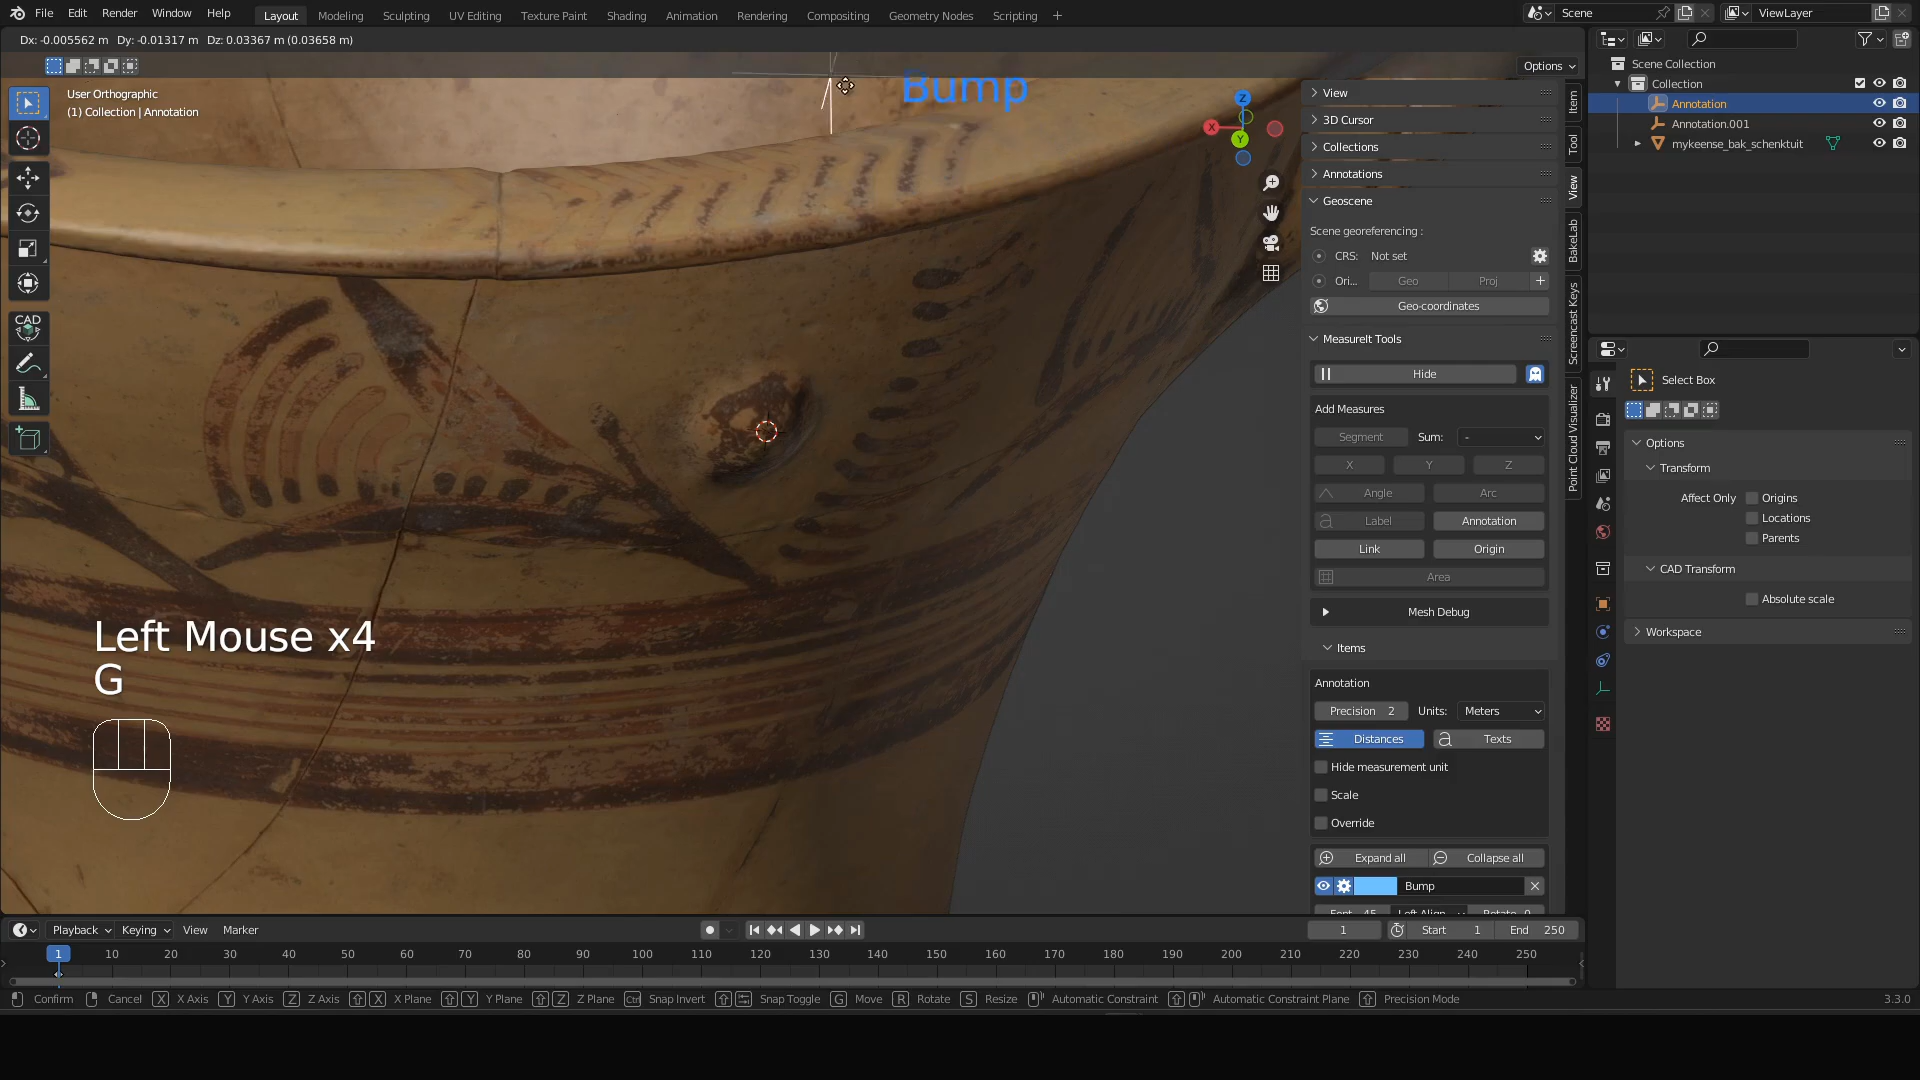 File Edit Render Window Help Layout Modeling Sculpting UV Editing Texture Paint Shading Animation Rendering Compositing Geometry Nodes Scripting + Scene ViewLayer
Dx: -0.005562 m Dy: -0.01317 m Dz: 0.03367 m (0.03658 m)
Options
Scene Collection
Collection
Annotation
Annotation.001
mykeense_bak_schenktuit
User Orthographic
(1) Collection | Annotation
Bump
Z
X
Y
CAD
View
3D Cursor
Collections
Annotations
Geoscene
Scene georeferencing :
CRS: Not set
Ori... Geo Proj +
Geo-coordinates
MeasureIt Tools
Hide
Add Measures
Segment Sum: -
X Y Z
Angle Arc
Label Annotation
Link Origin
Area
Mesh Debug
Items
Annotation
Precision 2 Units: Meters
Distances Texts
Hide measurement unit
Scale
Override
Expand all Collapse all
Bump
Font 45 Left Align Rotate 0
Item
Tool
View
BakeLab
Screencast Keys
Point Cloud Visualizer
Select Box
Options
Transform
Affect Only Origins
Locations
Parents
CAD Transform
Absolute scale
Workspace
Left Mouse x4
G
Playback Keying View Marker
1 Start 1 End 250
1 10 20 30 40 50 60 70 80 90 100 110 120 130 140 150 160 170 180 190 200 210 220 230 240 250
Confirm Cancel X X Axis Y Y Axis Z Z Axis X X Plane Y Y Plane Z Z Plane Ctrl Snap Invert Snap Toggle G Move R Rotate S Resize Automatic Constraint Automatic Constraint Plane Precision Mode 3.3.0